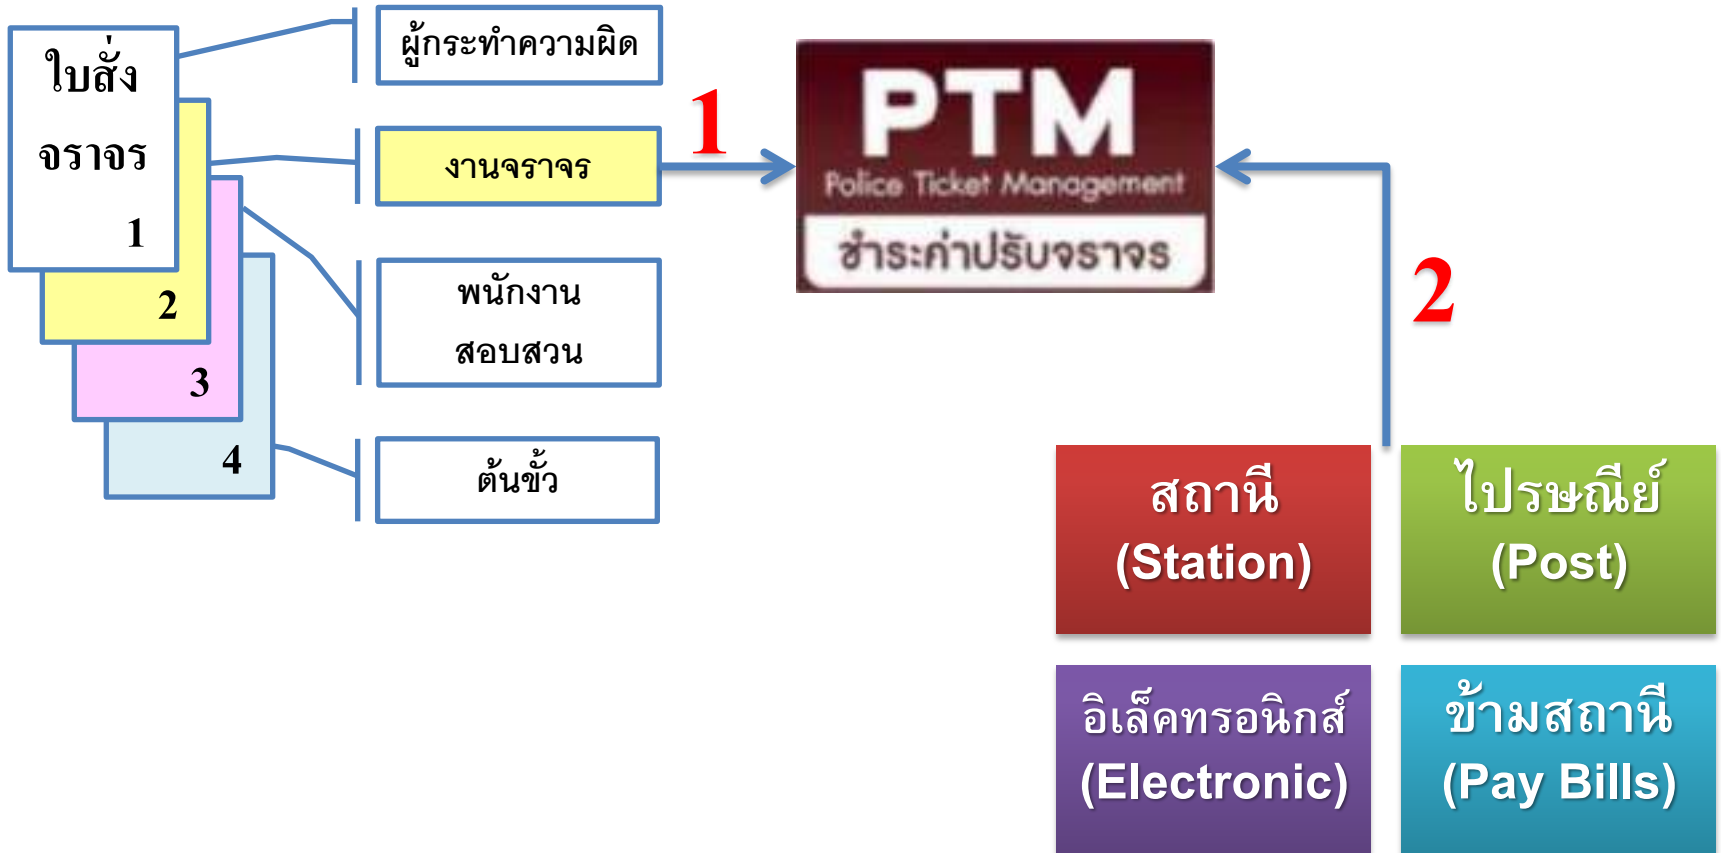 ใบสั่ง
จราจร
1
2
3
4
ผู้กระทำความผิด
งานจราจร
พนักงาน
สอบสวน
ต้นขั้ว
1
PTM
Police Ticket Management
ชำระค่าปรับจราจร
2
สถานี
(Station)
ไปรษณีย์
(Post)
อิเล็คทรอนิกส์
(Electronic)
ข้ามสถานี
(Pay Bills)